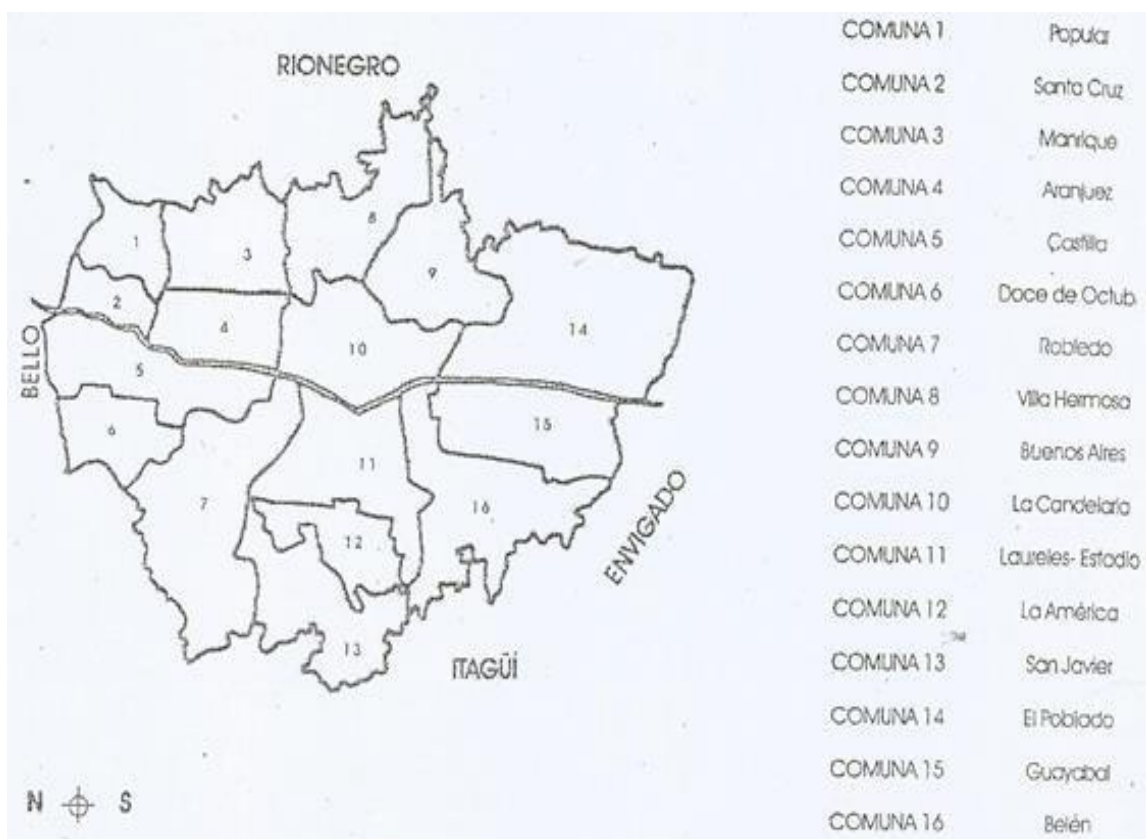 RIONEGRO
BELLO
ENVIGADO
ITAGÜÍ
1
2
3
4
5
6
7
8
9
10
11
12
13
14
15
16
N S
COMUNA 1 Popular
COMUNA 2 Santa Cruz
COMUNA 3 Manrique
COMUNA 4 Aranjuez
COMUNA 5 Castilla
COMUNA 6 Doce de Octub.
COMUNA 7 Robledo
COMUNA 8 Villa Hermosa
COMUNA 9 Buenos Aires
COMUNA 10 La Candelaria
COMUNA 11 Laureles- Estadio
COMUNA 12 La América
COMUNA 13 San Javier
COMUNA 14 El Poblado
COMUNA 15 Guayabal
COMUNA 16 Belén